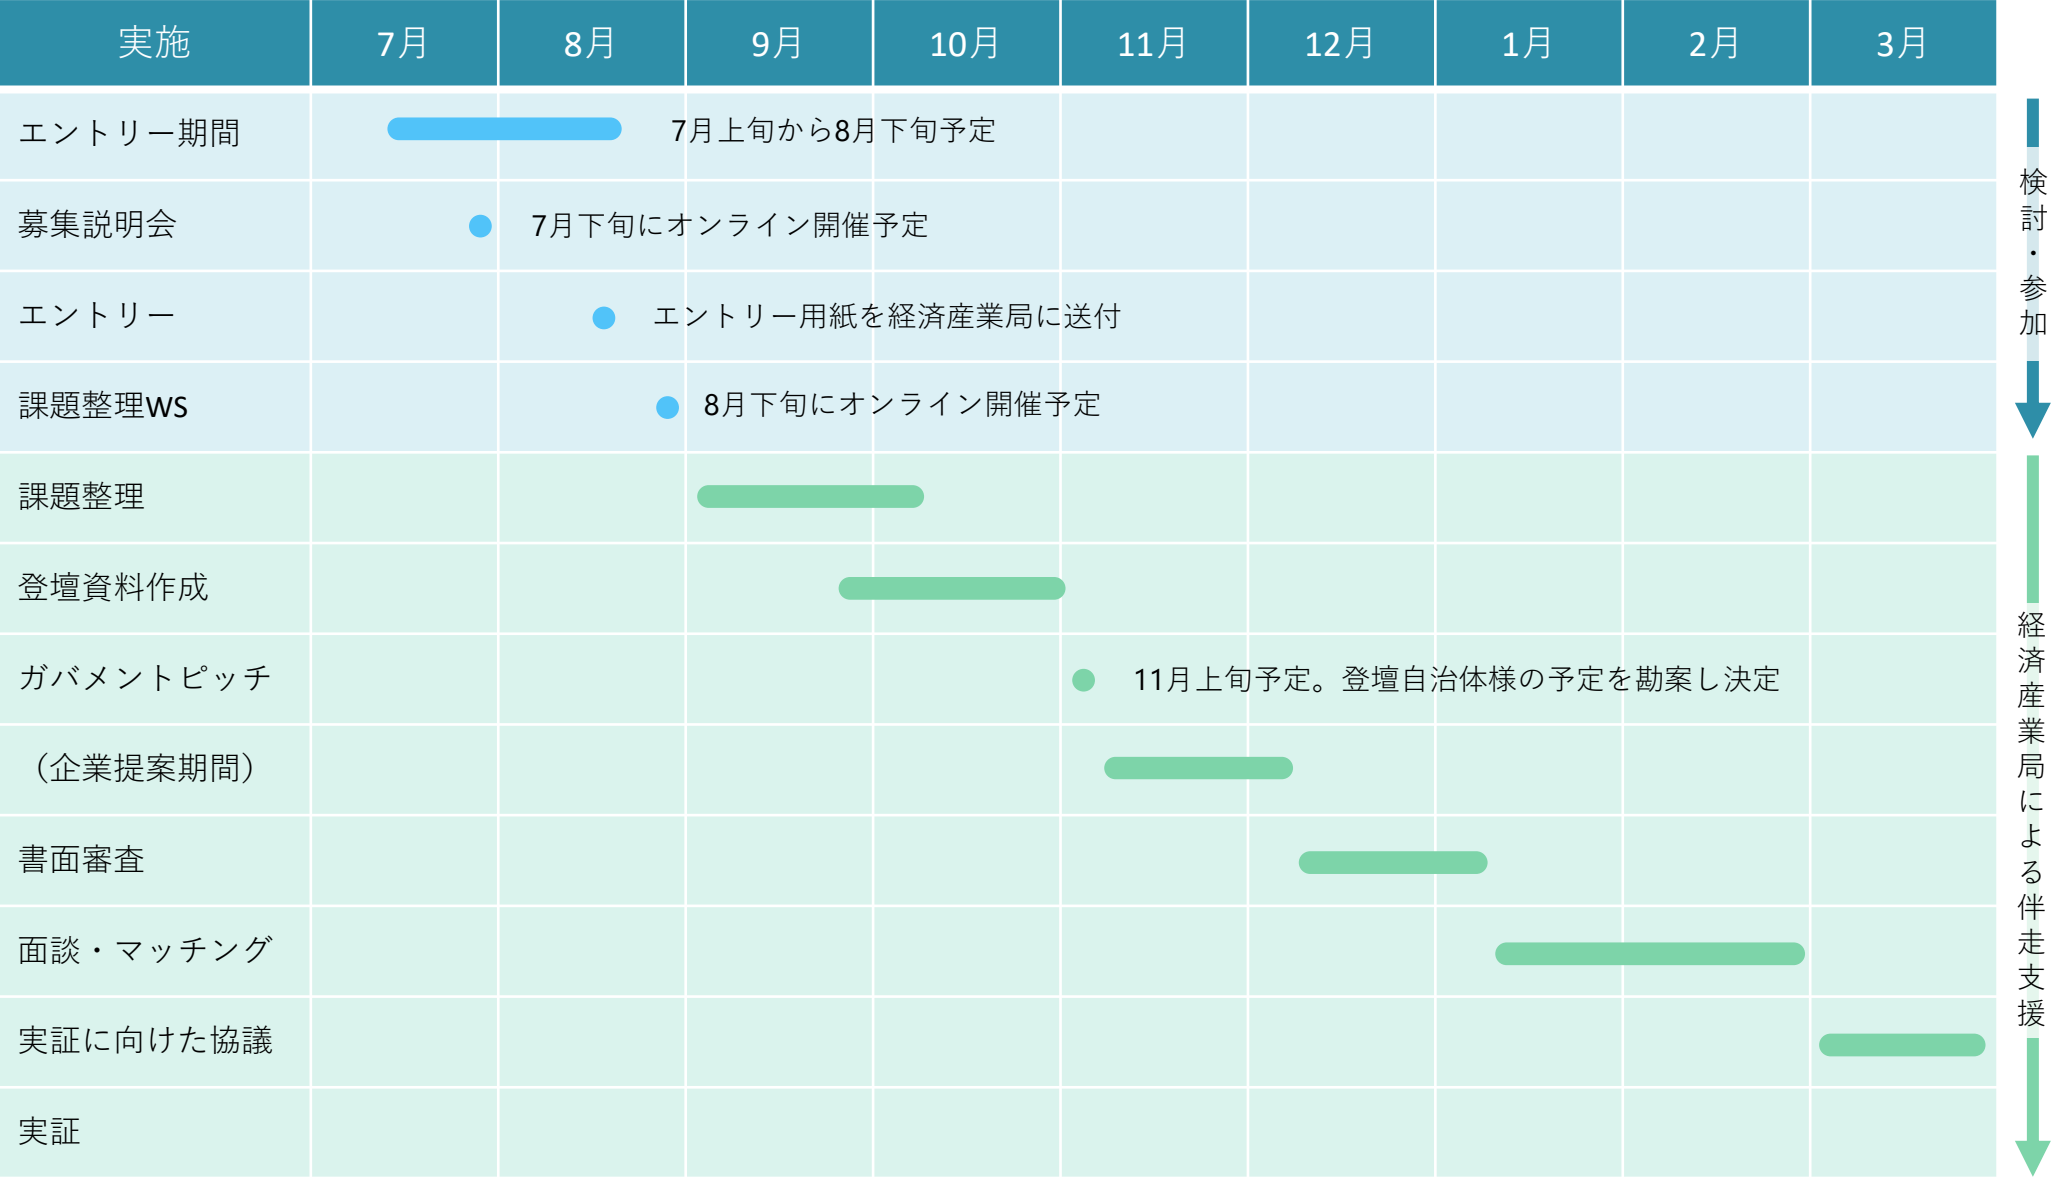 実施 7月 8月 9月 10月 11月 12月 1月 2月 3月
エントリー期間 7月上旬から8月下旬予定
募集説明会 7月下旬にオンライン開催予定
エントリー エントリー用紙を経済産業局に送付
課題整理WS 8月下旬にオンライン開催予定
課題整理
登壇資料作成
ガバメントピッチ 11月上旬予定。登壇自治体様の予定を勘案し決定
（企業提案期間）
書面審査
面談・マッチング
実証に向けた協議
実証
検討・参加
経済産業局による伴走支援